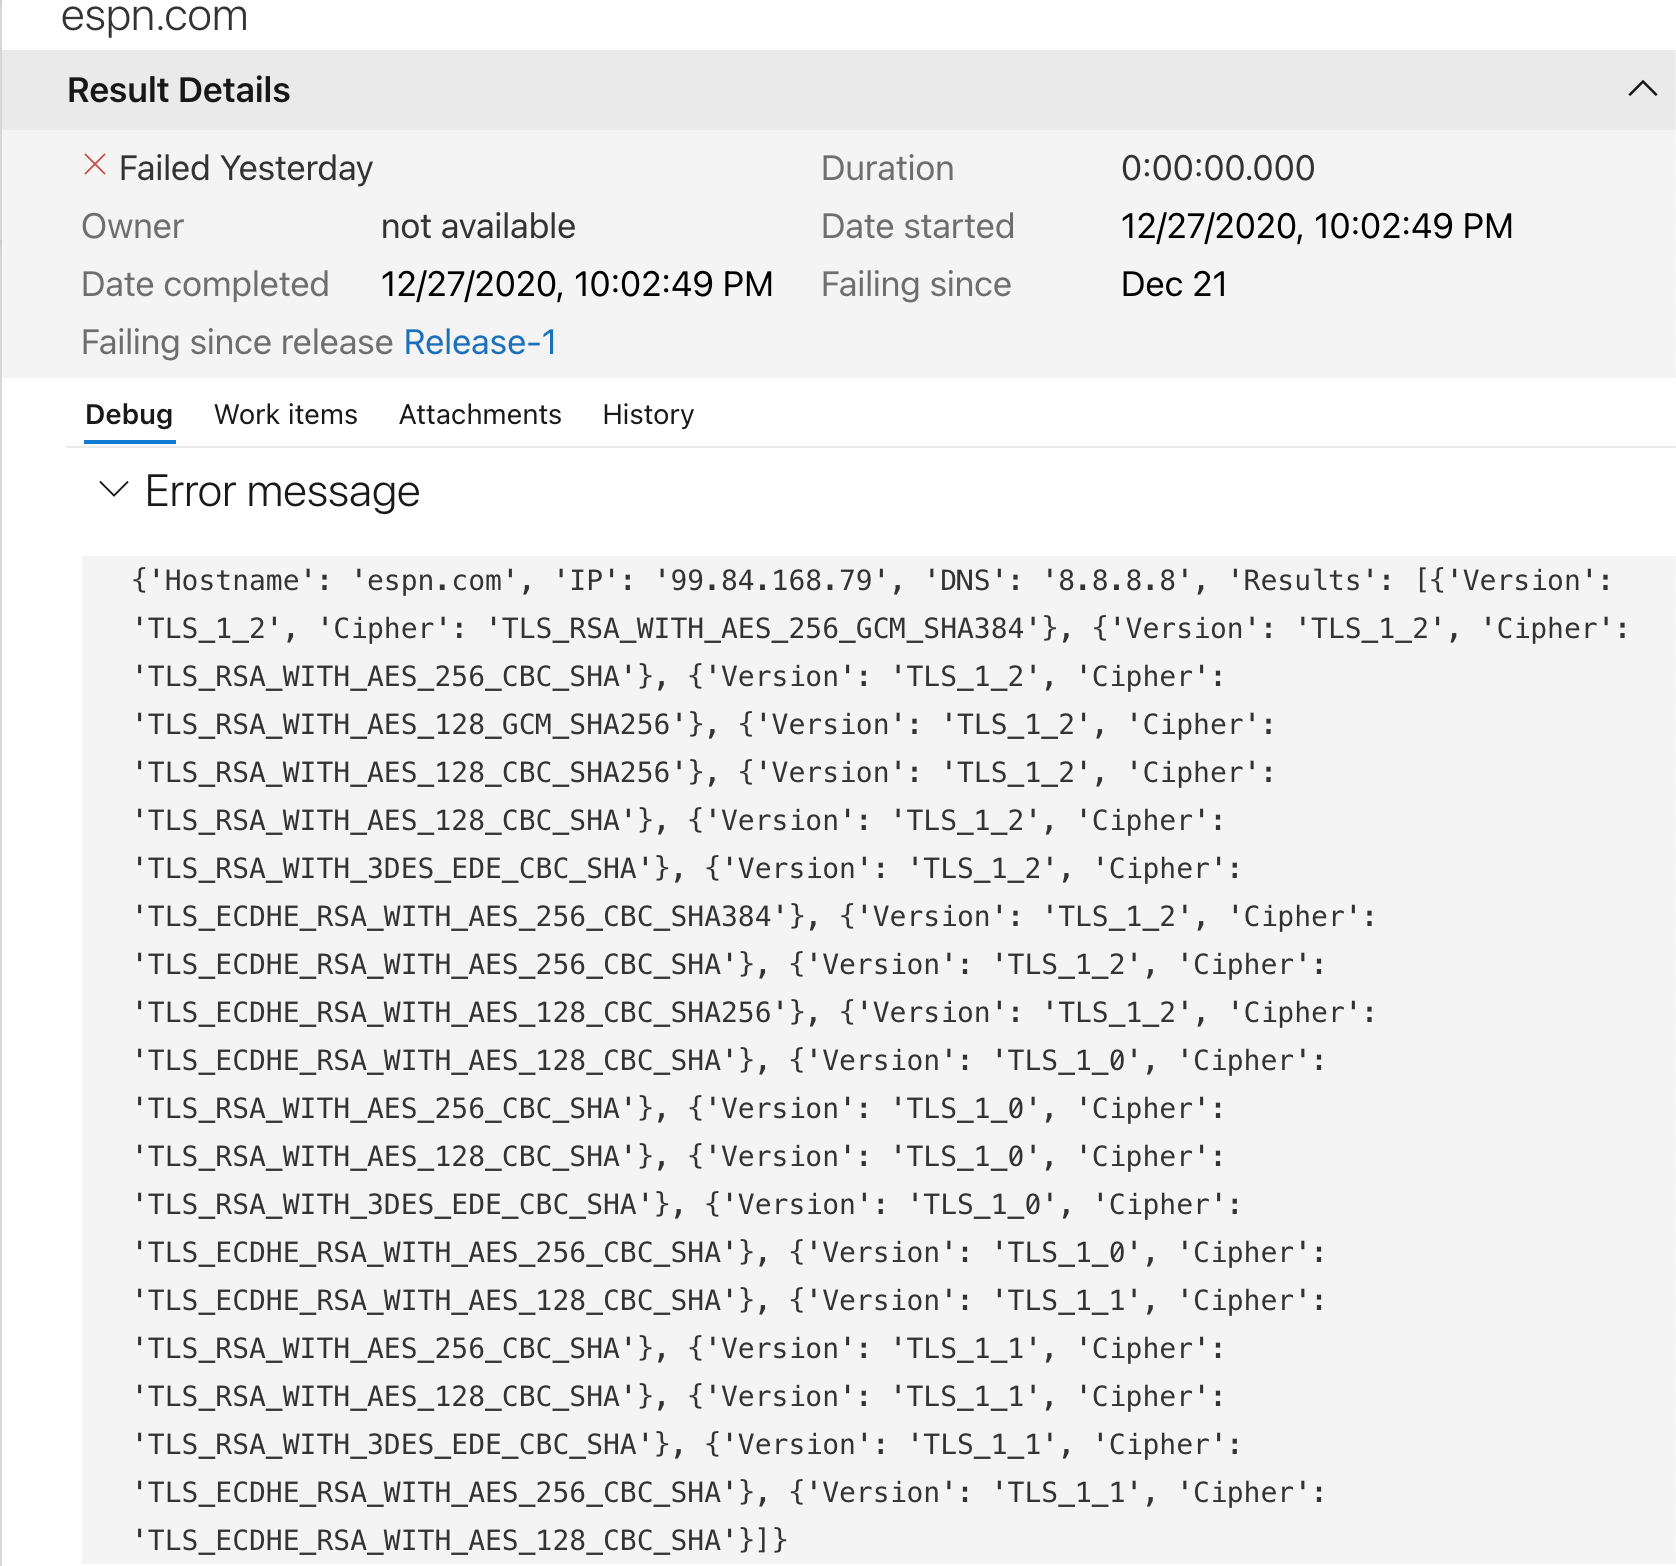 espn.com
Result Details
Failed Yesterday
Duration 0:00:00.000
Owner not available
Date started 12/27/2020, 10:02:49 PM
Date completed 12/27/2020, 10:02:49 PM
Failing since Dec 21
Failing since release Release-1
Debug Work items Attachments History
Error message
{'Hostname': 'espn.com', 'IP': '99.84.168.79', 'DNS': '8.8.8.8', 'Results': [{'Version':
'TLS_1_2', 'Cipher': 'TLS_RSA_WITH_AES_256_GCM_SHA384'}, {'Version': 'TLS_1_2', 'Cipher':
'TLS_RSA_WITH_AES_256_CBC_SHA'}, {'Version': 'TLS_1_2', 'Cipher':
'TLS_RSA_WITH_AES_128_GCM_SHA256'}, {'Version': 'TLS_1_2', 'Cipher':
'TLS_RSA_WITH_AES_128_CBC_SHA256'}, {'Version': 'TLS_1_2', 'Cipher':
'TLS_RSA_WITH_AES_128_CBC_SHA'}, {'Version': 'TLS_1_2', 'Cipher':
'TLS_RSA_WITH_3DES_EDE_CBC_SHA'}, {'Version': 'TLS_1_2', 'Cipher':
'TLS_ECDHE_RSA_WITH_AES_256_CBC_SHA384'}, {'Version': 'TLS_1_2', 'Cipher':
'TLS_ECDHE_RSA_WITH_AES_256_CBC_SHA'}, {'Version': 'TLS_1_2', 'Cipher':
'TLS_ECDHE_RSA_WITH_AES_128_CBC_SHA256'}, {'Version': 'TLS_1_2', 'Cipher':
'TLS_ECDHE_RSA_WITH_AES_128_CBC_SHA'}, {'Version': 'TLS_1_0', 'Cipher':
'TLS_RSA_WITH_AES_256_CBC_SHA'}, {'Version': 'TLS_1_0', 'Cipher':
'TLS_RSA_WITH_AES_128_CBC_SHA'}, {'Version': 'TLS_1_0', 'Cipher':
'TLS_RSA_WITH_3DES_EDE_CBC_SHA'}, {'Version': 'TLS_1_0', 'Cipher':
'TLS_ECDHE_RSA_WITH_AES_256_CBC_SHA'}, {'Version': 'TLS_1_0', 'Cipher':
'TLS_ECDHE_RSA_WITH_AES_128_CBC_SHA'}, {'Version': 'TLS_1_1', 'Cipher':
'TLS_RSA_WITH_AES_256_CBC_SHA'}, {'Version': 'TLS_1_1', 'Cipher':
'TLS_RSA_WITH_AES_128_CBC_SHA'}, {'Version': 'TLS_1_1', 'Cipher':
'TLS_RSA_WITH_3DES_EDE_CBC_SHA'}, {'Version': 'TLS_1_1', 'Cipher':
'TLS_ECDHE_RSA_WITH_AES_256_CBC_SHA'}, {'Version': 'TLS_1_1', 'Cipher':
'TLS_ECDHE_RSA_WITH_AES_128_CBC_SHA'}]}